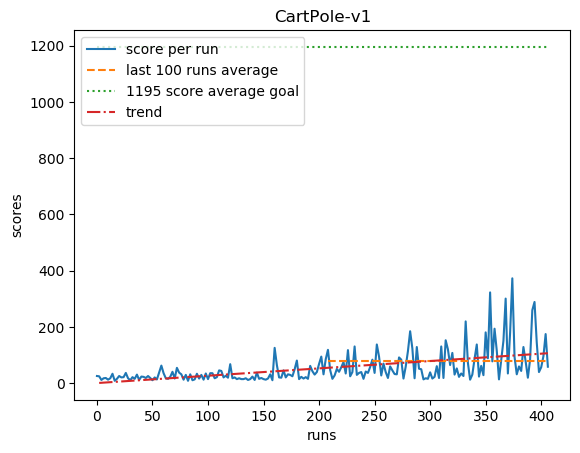 CartPole-v1
score per run
last 100 runs average
1195 score average goal
trend
1200
1000
800
600
400
200
0
scores
0 50 100 150 200 250 300 350 400
runs